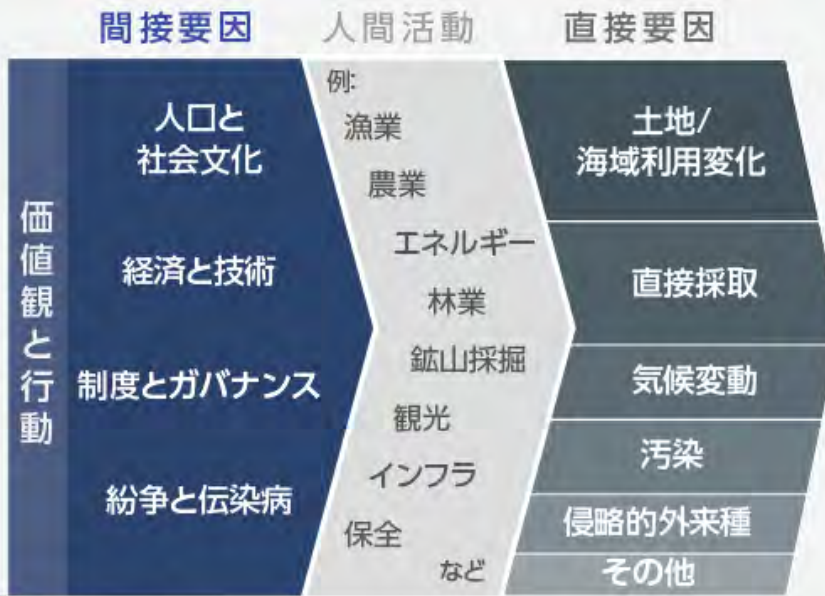 間接要因
人間活動
直接要因
価値観と行動
人口と
社会文化
経済と技術
制度とガバナンス
紛争と伝染病
例:
漁業
農業
エネルギー
林業
鉱山採掘
観光
インフラ
保全
など
土地/
海域利用変化
直接採取
気候変動
汚染
侵略的外来種
その他